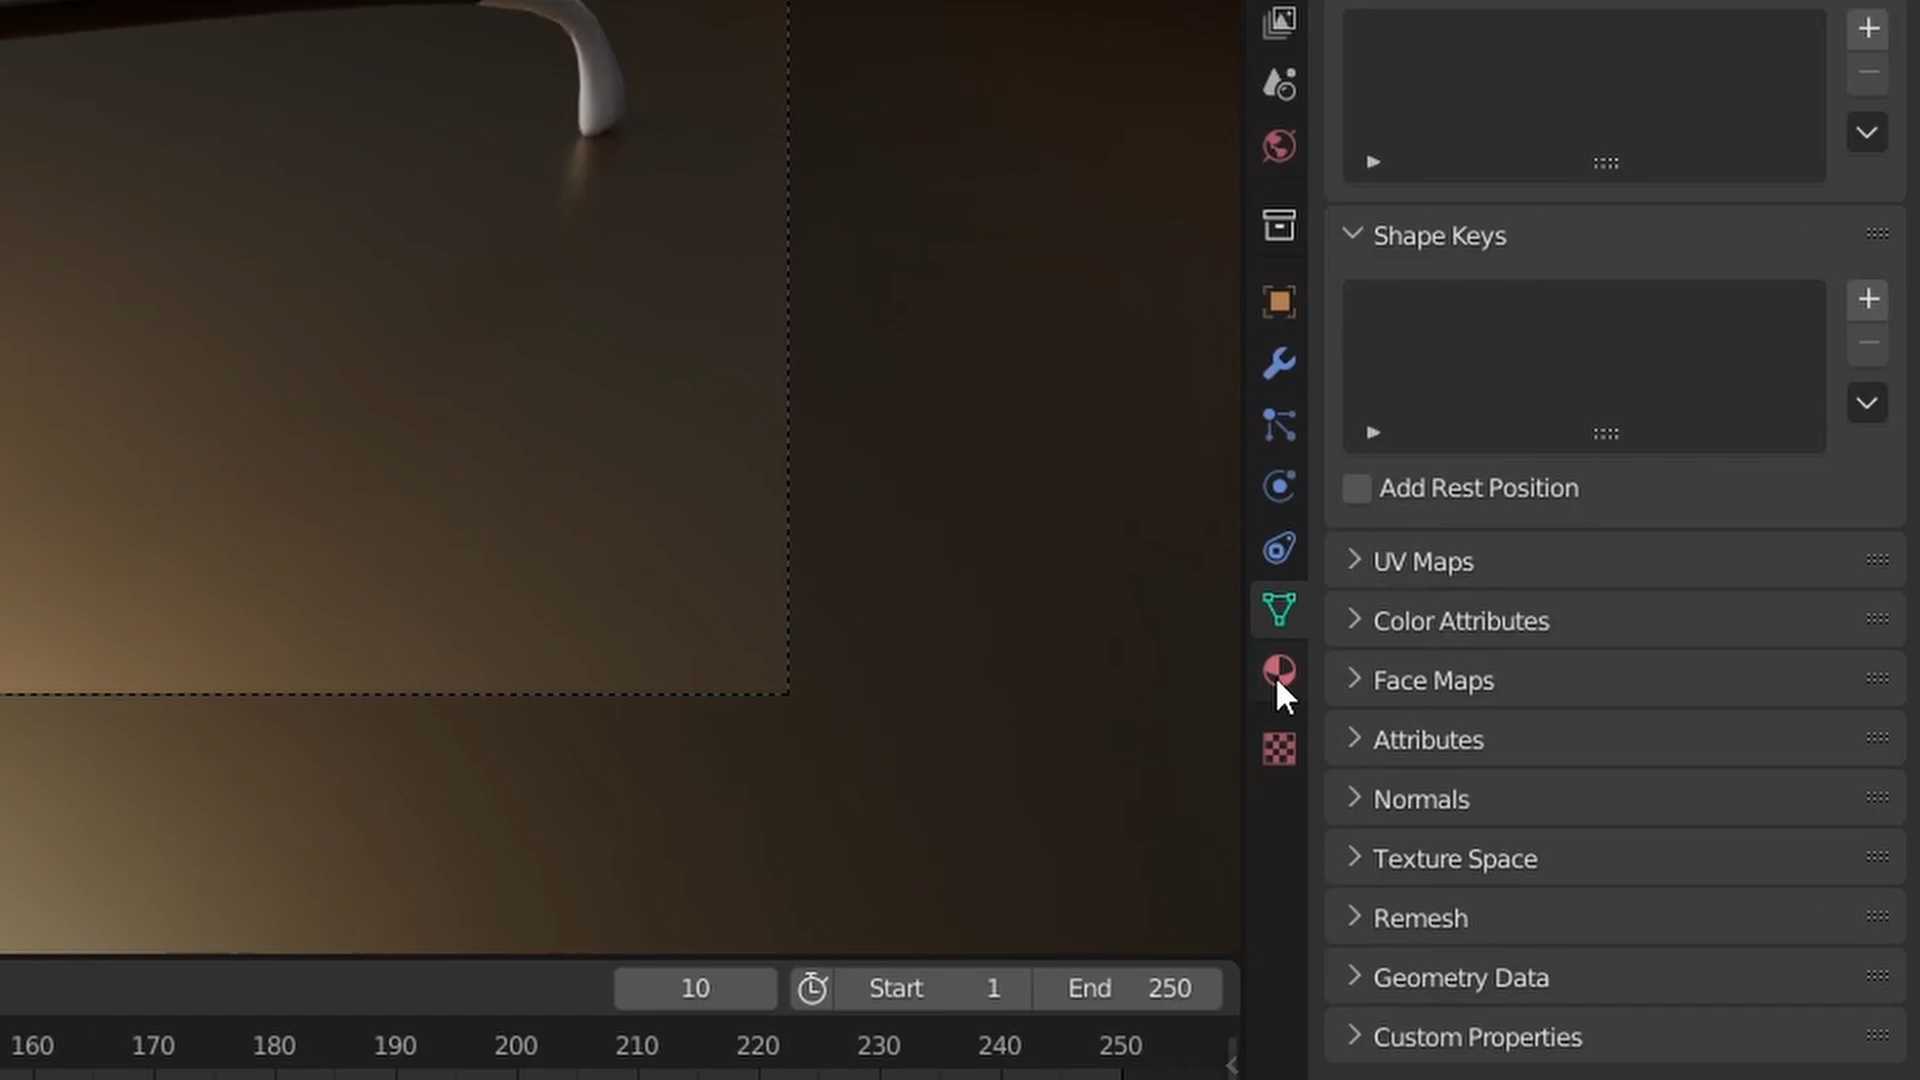 Shape Keys
Add Rest Position
UV Maps
Color Attributes
Face Maps
Attributes
Normals
Texture Space
Remesh
Geometry Data
Custom Properties
10 Start 1 End 250
160 170 180 190 200 210 220 230 240 250